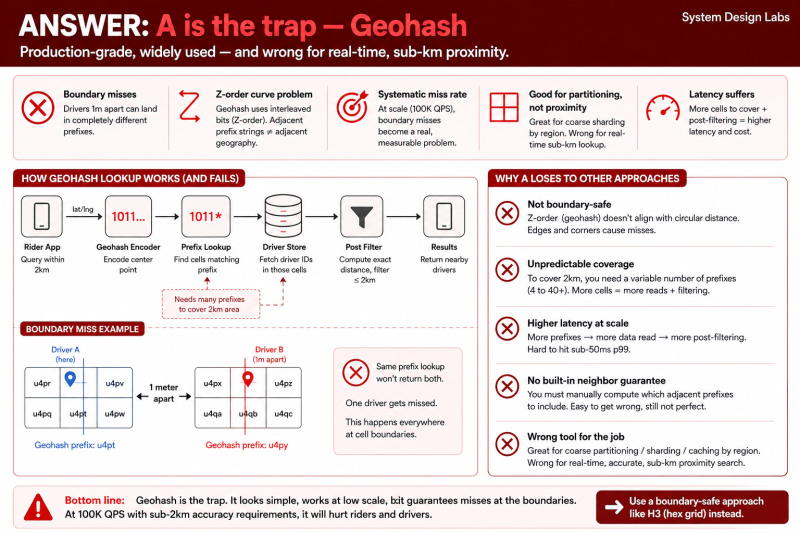 ANSWER: A is the trap — Geohash
System Design Labs
Production-grade, widely used — and wrong for real-time, sub-km proximity.
Boundary misses
Drivers 1m apart can land
in completely different
prefixes.
Z-order curve problem
Geohash uses interleaved
bits (Z-order). Adjacent
prefix strings ≠ adjacent
geography.
Systematic miss rate
At scale (100K QPS),
boundary misses
become a real,
measurable problem.
Good for partitioning,
not proximity
Great for coarse sharding
by region. Wrong for real-
time sub-km lookup.
Latency suffers
More cells to cover +
post-filtering = higher
latency and cost.
HOW GEOHASH LOOKUP WORKS (AND FAILS)
lat/lng
1011...
1011*
Rider App
Query within
2km
Geohash Encoder
Encode center
point
Prefix Lookup
Find cells matching
prefix
Driver Store
Fetch driver IDs
in those cells
Post Filter
Compute exact
distance, filter
≤ 2km
Results
Return nearby
drivers
Needs many prefixes
to cover 2km area
BOUNDARY MISS EXAMPLE
Driver A
(here)
u4pr
u4pv
u4pq
u4pt
u4pw
Geohash prefix: u4pt
1 meter
apart
Driver B
(1m apart)
u4px
u4pz
u4qa
u4qb
u4qc
Geohash prefix: u4py
Same prefix lookup
won't return both.
One driver gets missed.
This happens everywhere
at cell boundaries.
WHY A LOSES TO OTHER APPROACHES
Not boundary-safe
Z-order (geohash) doesn't align with circular distance.
Edges and corners cause misses.
Unpredictable coverage
To cover 2km, you need a variable number of prefixes
(4 to 40+). More cells = more reads + filtering.
Higher latency at scale
More prefixes → more data read → more post-filtering.
Hard to hit sub-50ms p99.
No built-in neighbor guarantee
You must manually compute which adjacent prefixes
to include. Easy to get wrong, still not perfect.
Wrong tool for the job
Great for coarse partitioning / sharding / caching by region.
Wrong for real-time, accurate, sub-km proximity search.
Bottom line: Geohash is the trap. It looks simple, works at low scale, but guarantees misses at the boundaries.
At 100K QPS with sub-2km accuracy requirements, it will hurt riders and drivers.
Use a boundary-safe approach
like H3 (hex grid) instead.